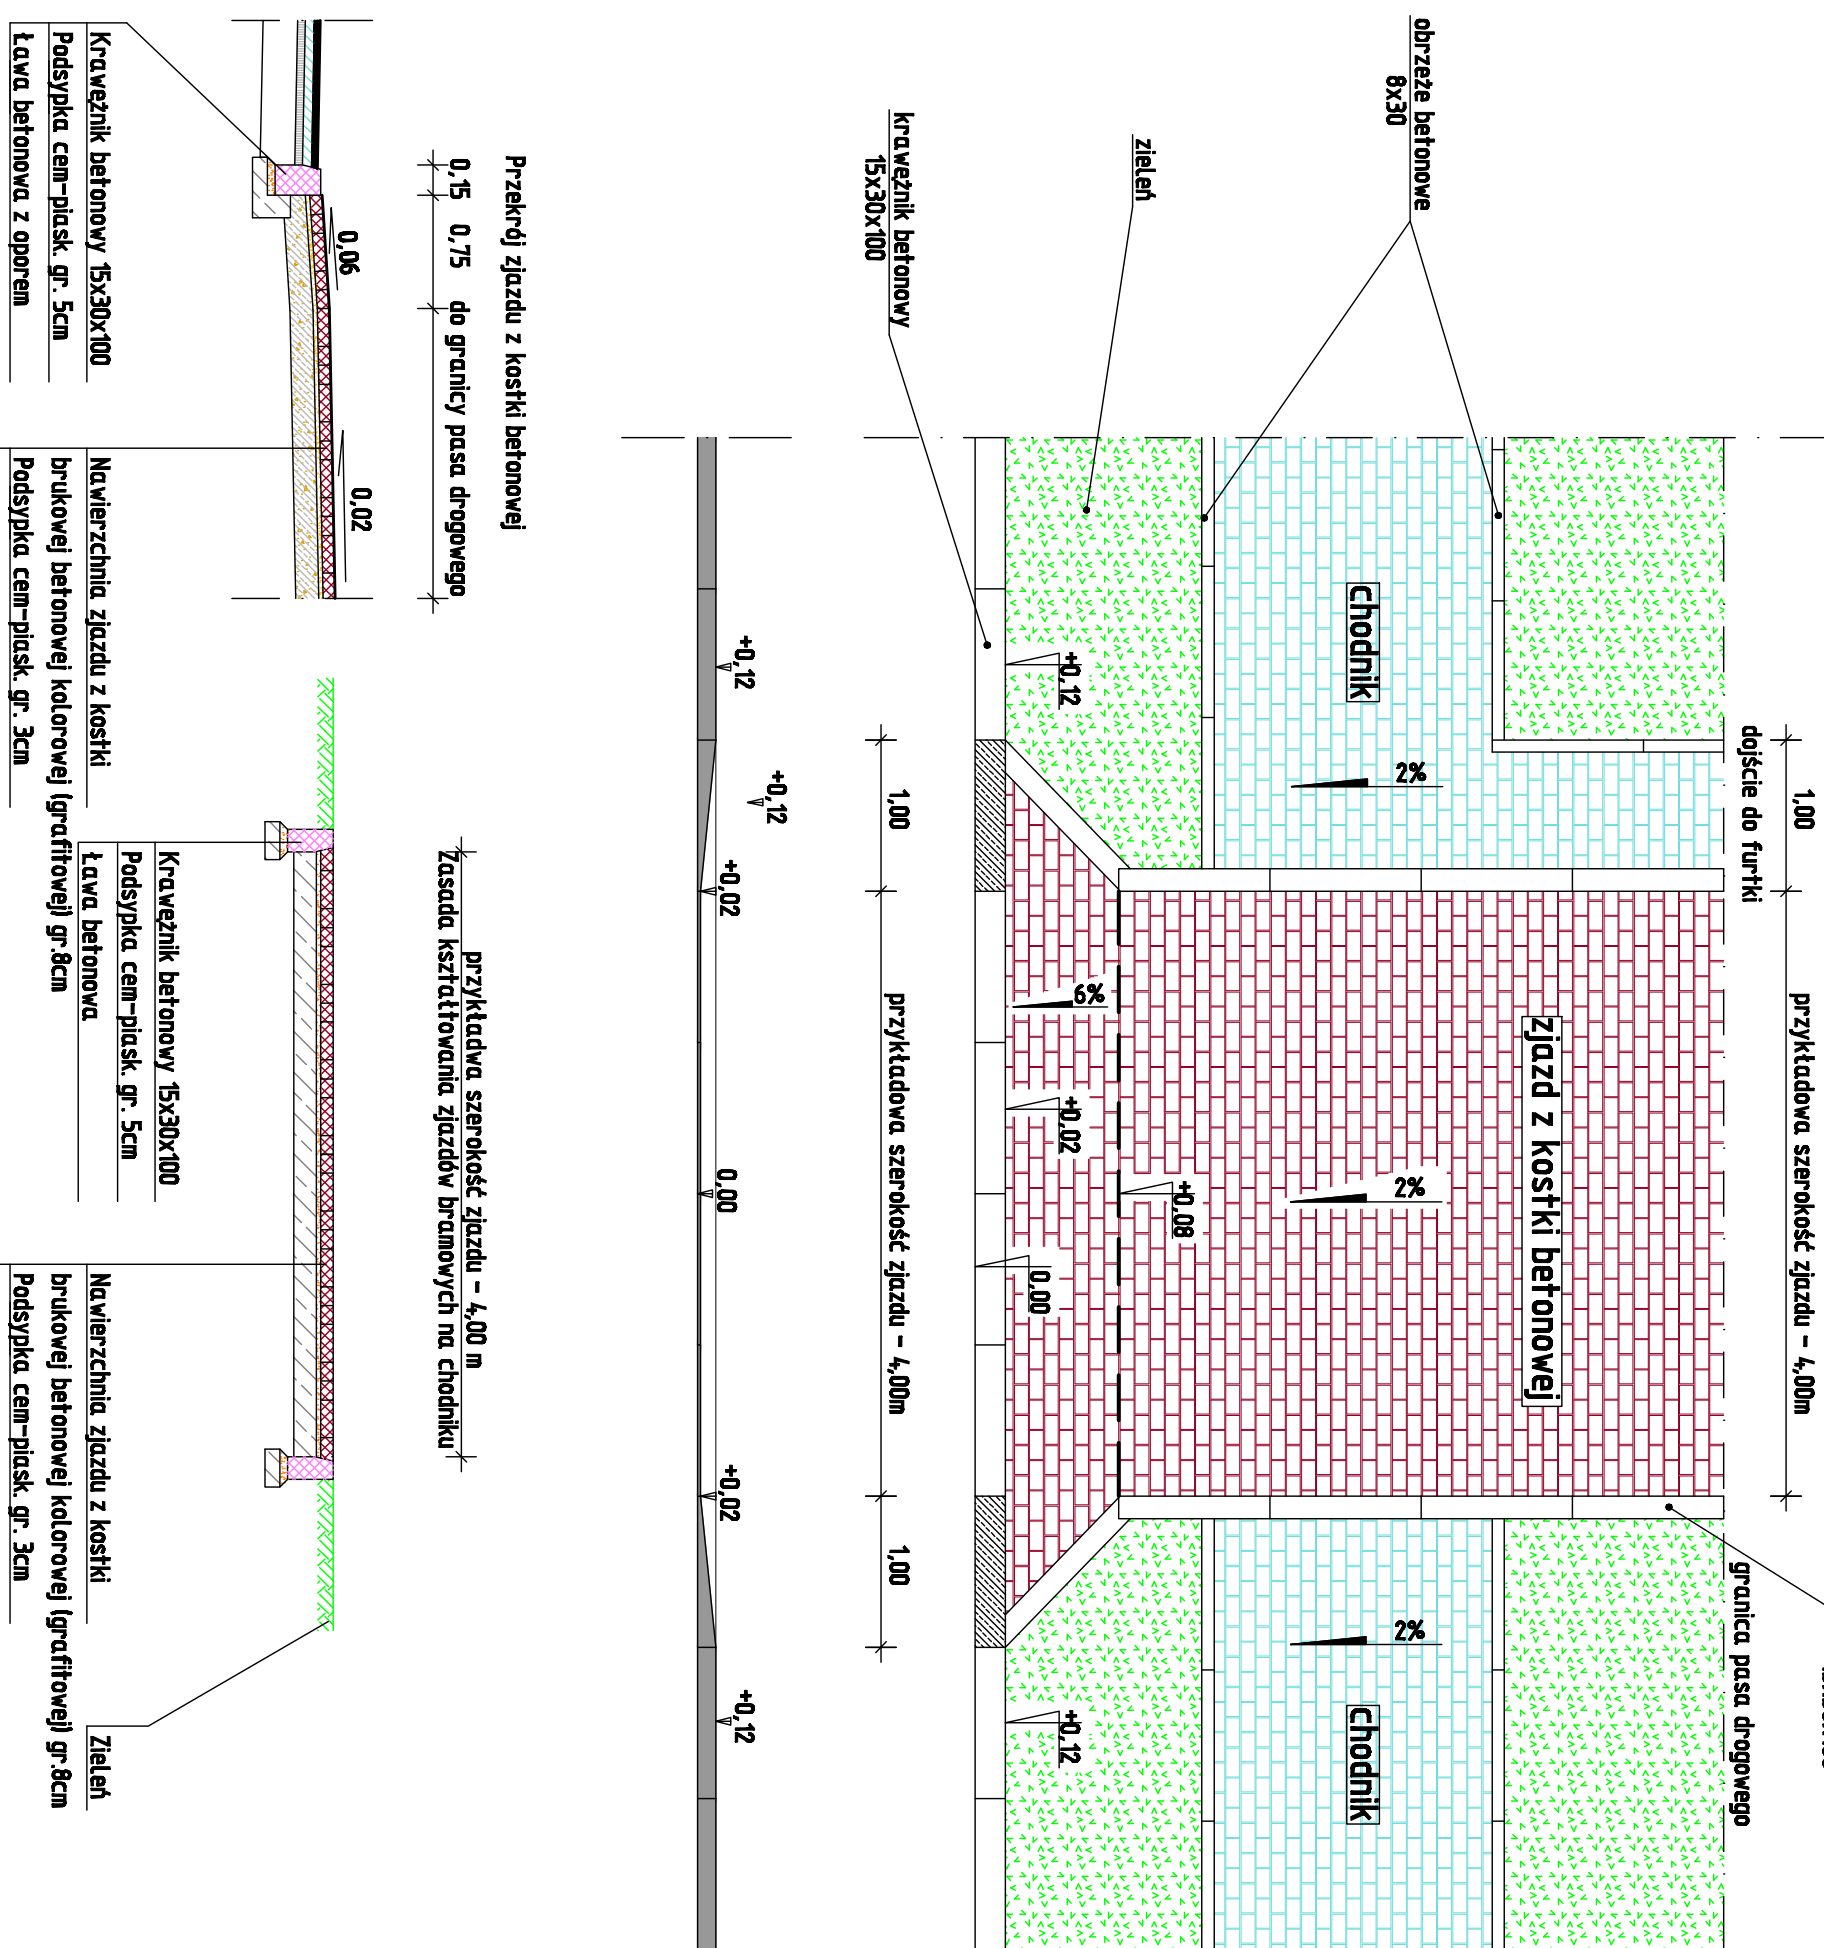 dojście do furtki
1,00
przykładowa szerokość zjazdu - 4,00m
granica pasa drogowego
obrzeże betonowe
8x30
zieleń
krawężnik betonowy
15x30x100
chodnik
2%
zjazd z kostki betonowej
2%
chodnik
2%
+0,08
6%
+0,12
+0,02
0,00
+0,12
1,00
przykładowa szerokość zjazdu - 4,00m
1,00
+0,12
+0,12
+0,02
0,00
+0,02
+0,12
Przekrój zjazdu z kostki betonowej
0,15
0,75
do granicy pasa drogowego
0,06
0,02
przykładwa szerokość zjazdu - 4,00 m
Zasada kształtowania zjazdów bramowych na chodniku
Krawężnik betonowy 15x30x100
Podsypka cem-piask. gr. 5cm
Ława betonowa z oporem
Nawierzchnia zjazdu z kostki
brukowej betonowej kolorowej (grafitowej) gr.8cm
Podsypka cem-piask. gr. 3cm
Krawężnik betonowy 15x30x100
Podsypka cem-piask. gr. 5cm
Ława betonowa
Nawierzchnia zjazdu z kostki
brukowej betonowej kolorowej (grafitowej) gr.8cm
Podsypka cem-piask. gr. 3cm
Zieleń